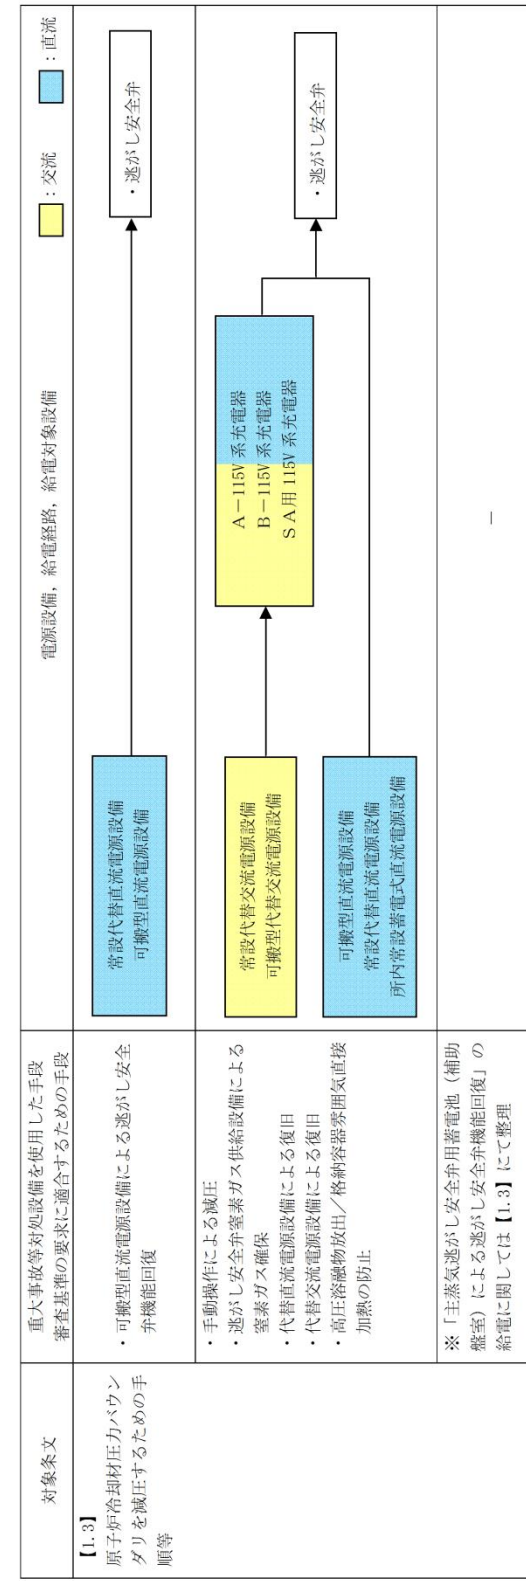 対象条文
重大事故等対処設備を使用した手段
審査基準の要求に適合するための手段
電源設備，給電経路，給電対象設備
：交流
：直流
【1.3】
原子炉冷却材圧力バウン
ダリを減圧するための手
順等
・可搬型直流電源設備による逃がし安全
弁機能回復
常設代替直流電源設備
可搬型直流電源設備
・逃がし安全弁
・手動操作による減圧
・逃がし安全弁窒素ガス供給設備による
窒素ガス確保
・代替直流電源設備による復旧
・代替交流電源設備による復旧
・高圧溶融物放出／格納容器雰囲気直接
加熱の防止
常設代替交流電源設備
可搬型代替交流電源設備
A－115V 系充電器
B－115V 系充電器
ＳＡ用 115V 系充電器
可搬型直流電源設備
常設代替直流電源設備
所内常設蓄電式直流電源設備
・逃がし安全弁
※「主蒸気逃がし安全弁用蓄電池（補助
盤室）による逃がし安全弁機能回復」の
給電に関しては【1.3】にて整理
－